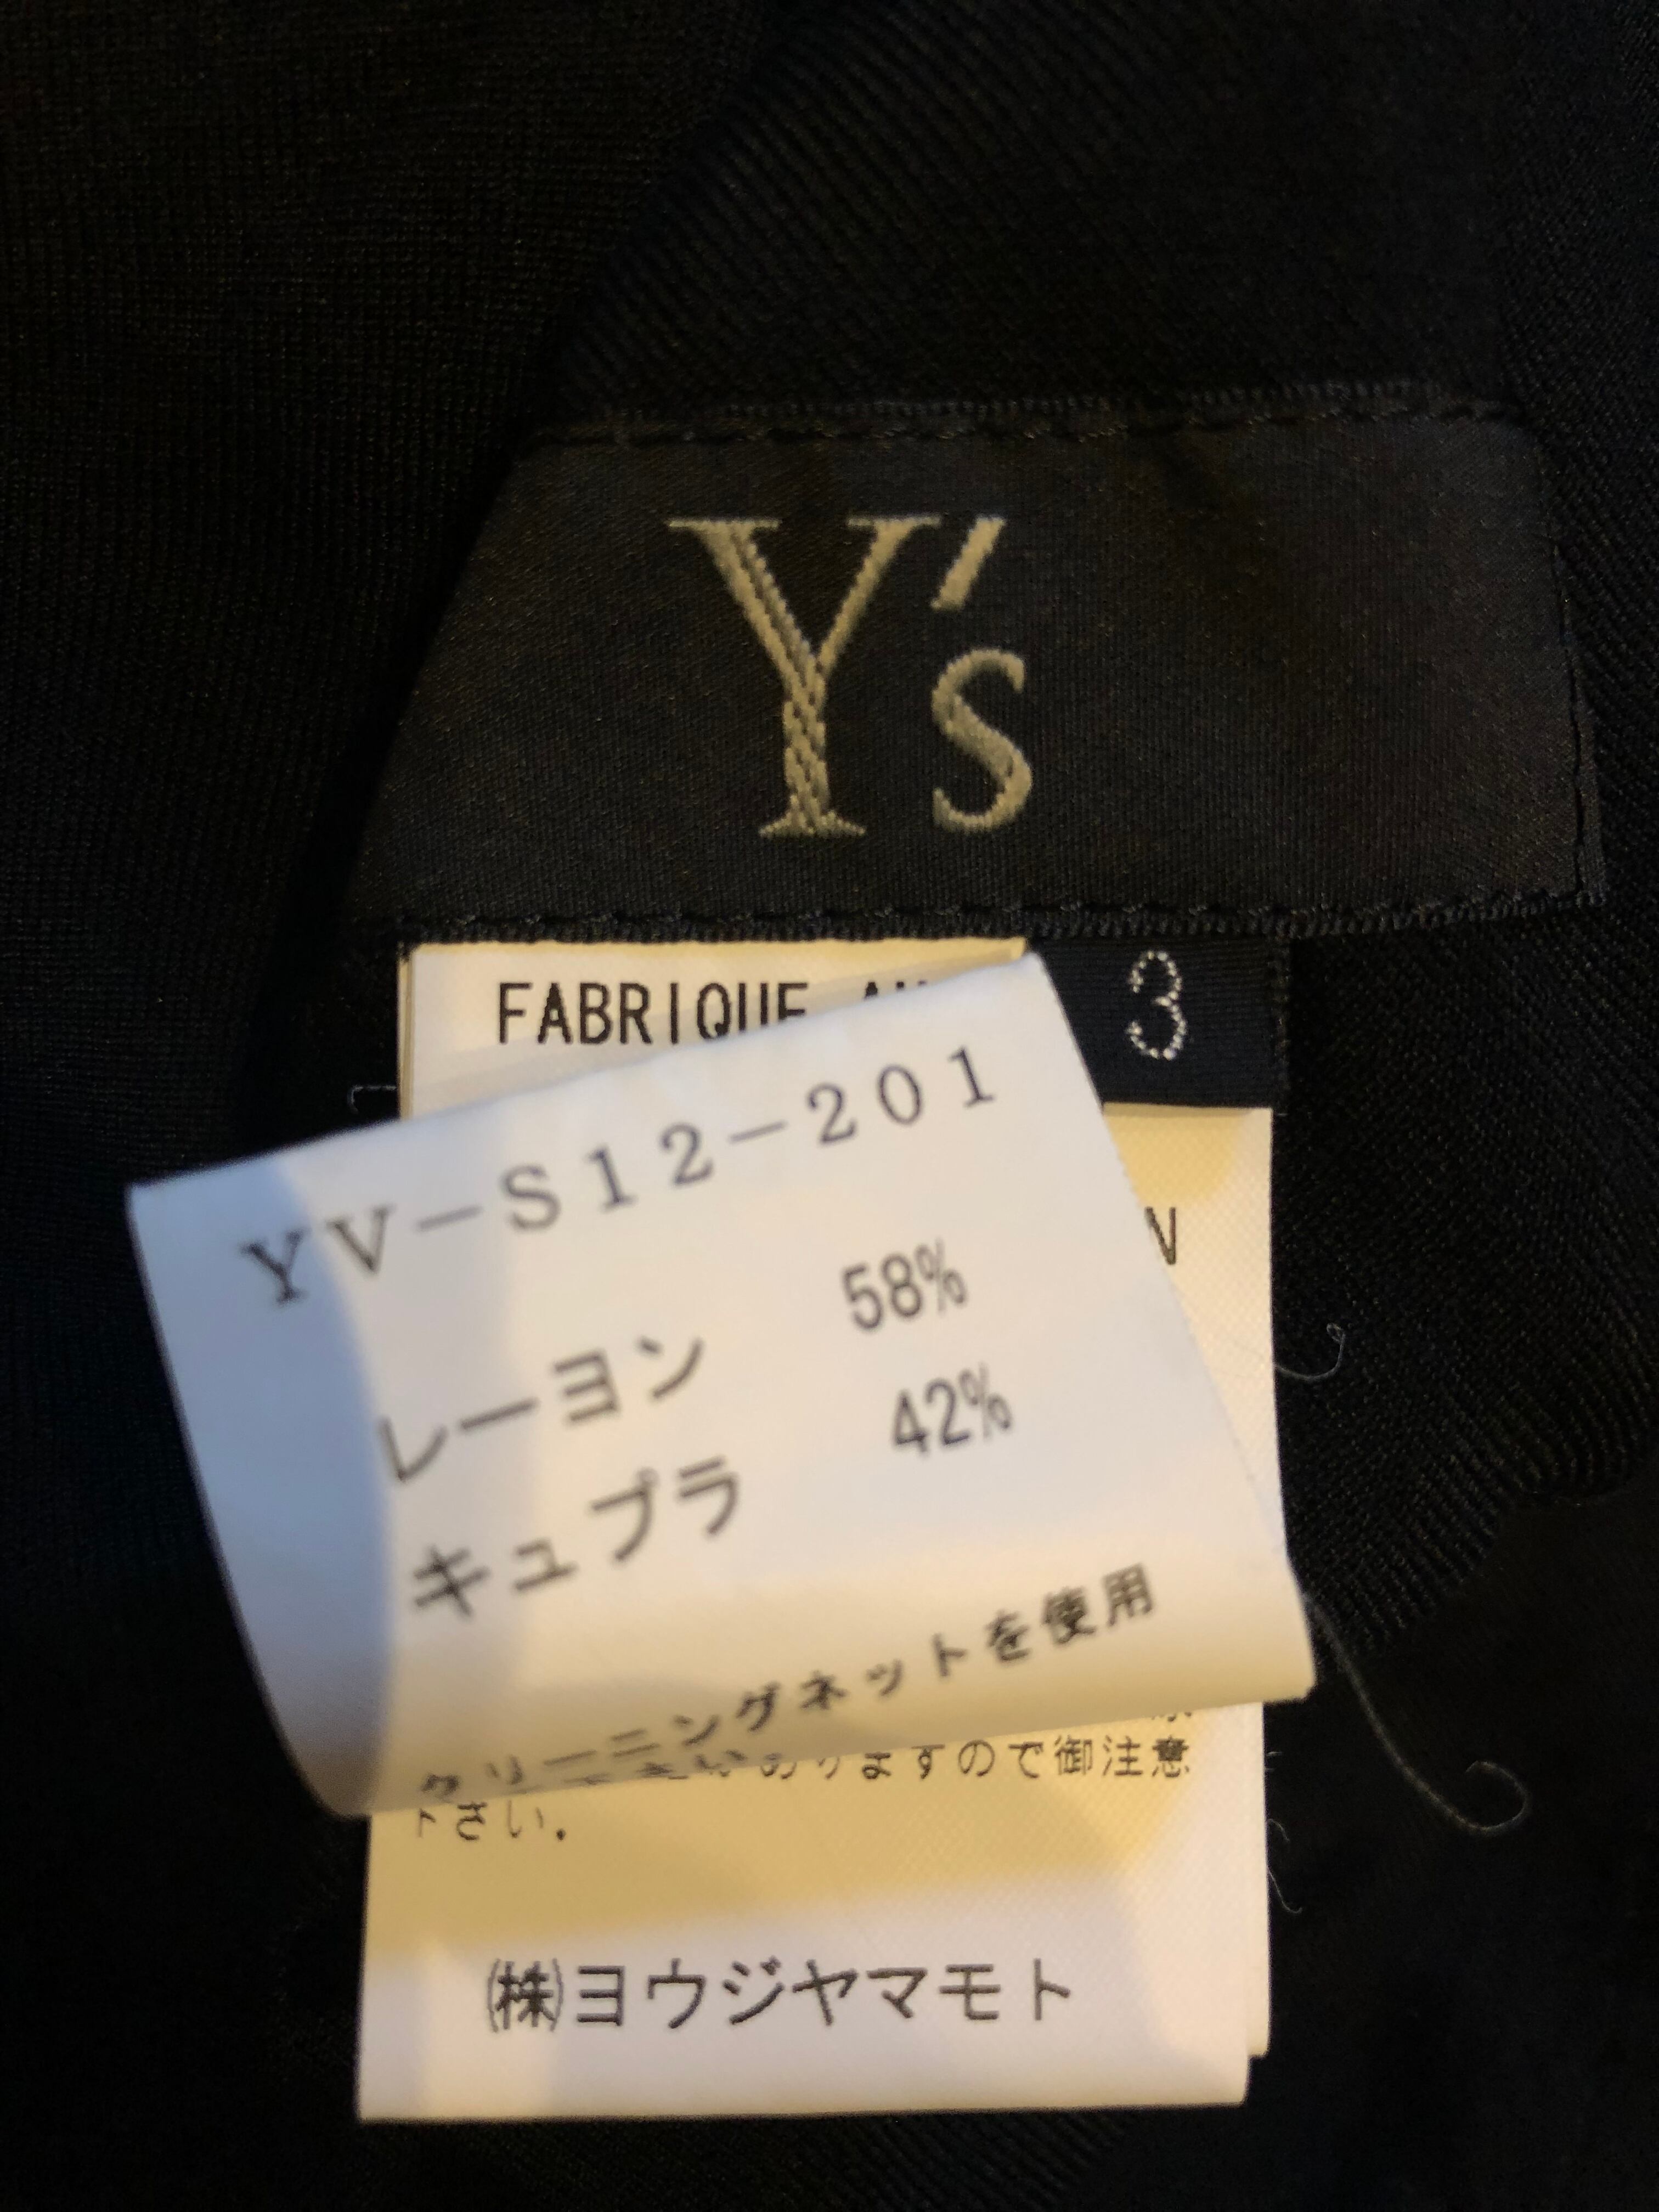 Y's
FABRIQUE
3
YV-S12-201
レーヨン 58%
キュプラ 42%
クリーニングネットを使用
ありますので御注意
下さい.
㈱ヨウジヤマモト